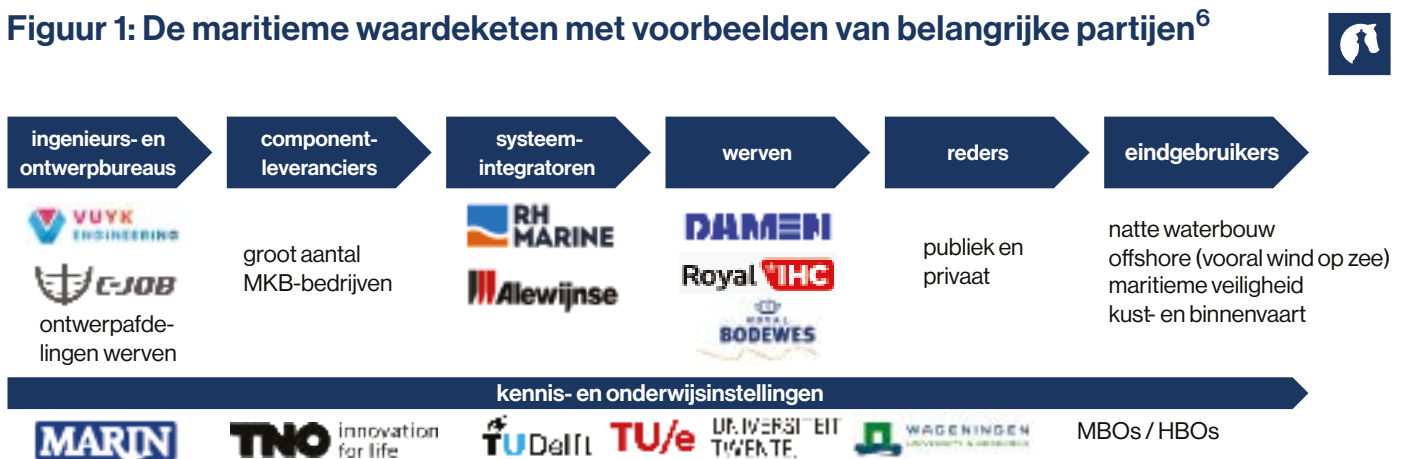 Figuur 1: De maritieme waardeketen met voorbeelden van belangrijke partijen6
ingenieurs- en
ontwerpbureaus
component-
leveranciers
systeem-
integratoren
werven
reders
eindgebruikers
VUYK
ENGINEERING
C-JOB
ontwerpafde-
lingen werven
groot aantal
MKB-bedrijven
RH
MARINE
Alewijnse
DAMEN
Royal IHC
ROYAL
BODEWES
publiek en
privaat
natte waterbouw
offshore (vooral wind op zee)
maritieme veiligheid
kust- en binnenvaart
kennis- en onderwijsinstellingen
MARIN
TNO innovation
for life
TU Delft
TU/e
UNIVERSITEIT
TWENTE.
WAGENINGEN
MBOs / HBOs